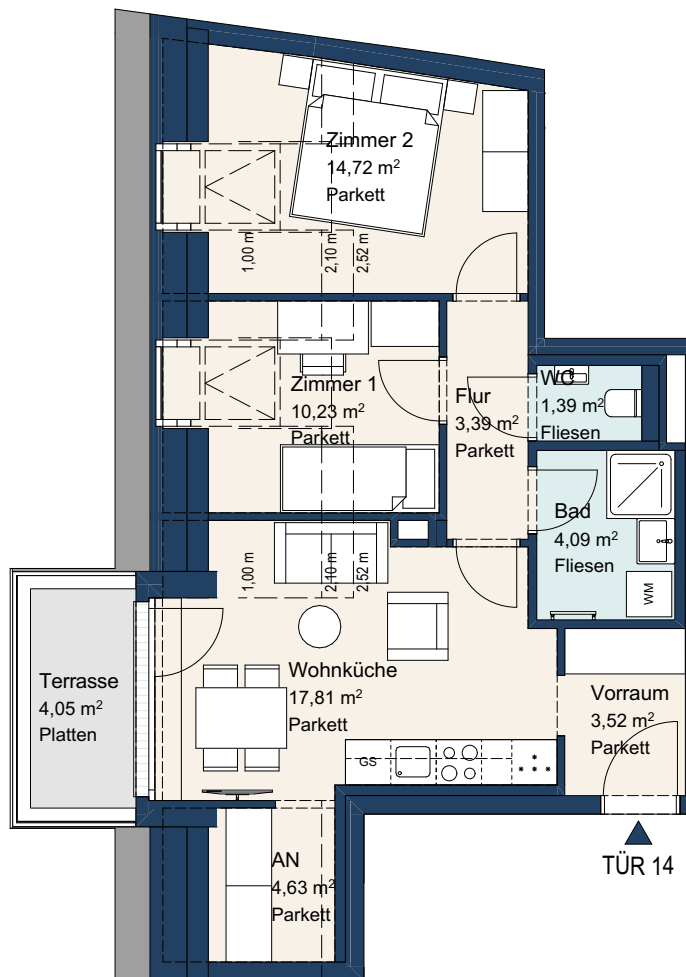 Zimmer 2
14,72 m²
Parkett
1,00 m
2,10 m
2,52 m
Zimmer 1
10,23 m²
Parkett
Flur
3,39 m²
Parkett
WC
1,39 m²
Fliesen
Bad
4,09 m²
Fliesen
WM
1,00 m
2,10 m
2,52 m
Wohnküche
17,81 m²
Parkett
Terrasse
4,05 m²
Platten
Vorraum
3,52 m²
Parkett
GS
TÜR 14
AN
4,63 m²
Parkett